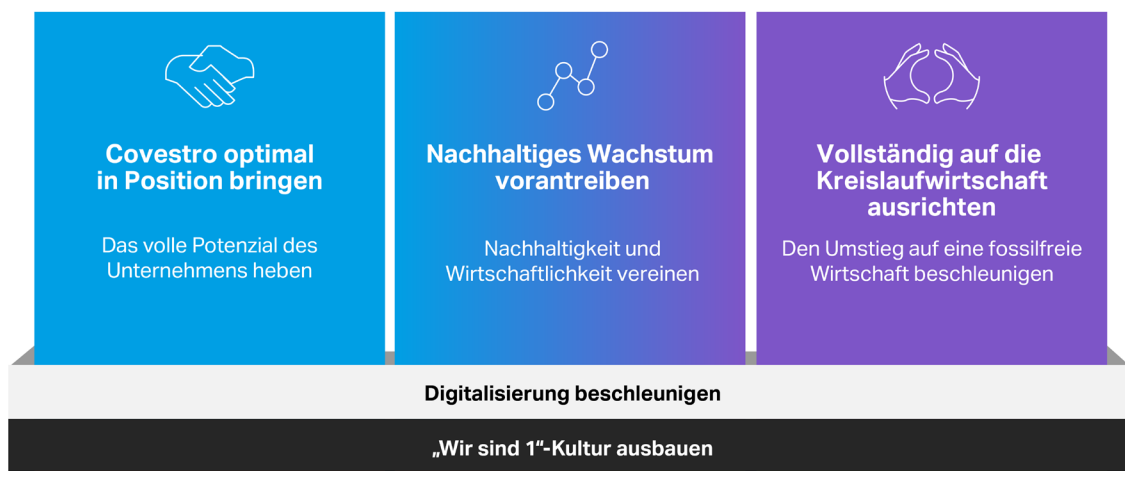 Covestro optimal
in Position bringen
Das volle Potenzial des
Unternehmens heben
Nachhaltiges Wachstum
vorantreiben
Nachhaltigkeit und
Wirtschaftlichkeit vereinen
Vollständig auf die
Kreislaufwirtschaft
ausrichten
Den Umstieg auf eine fossilfreie
Wirtschaft beschleunigen
Digitalisierung beschleunigen
„Wir sind 1“-Kultur ausbauen